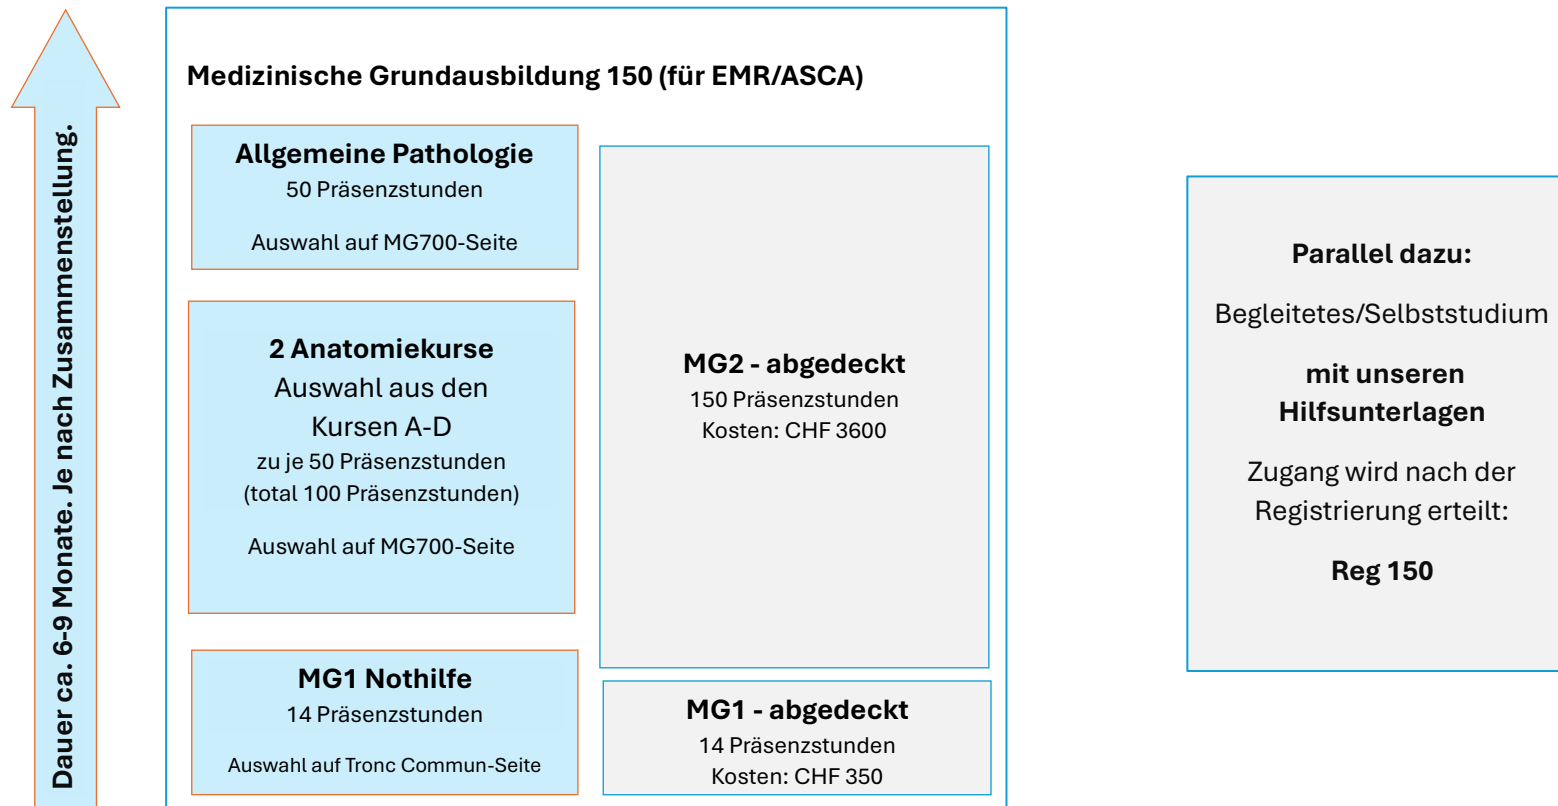 Dauer ca. 6-9 Monate. Je nach Zusammenstellung.
Medizinische Grundausbildung 150 (für EMR/ASCA)
Allgemeine Pathologie
50 Präsenzstunden
Auswahl auf MG700-Seite
2 Anatomiekurse
Auswahl aus den
Kursen A-D
zu je 50 Präsenzstunden
(total 100 Präsenzstunden)
Auswahl auf MG700-Seite
MG1 Nothilfe
14 Präsenzstunden
Auswahl auf Tronc Commun-Seite
MG2 - abgedeckt
150 Präsenzstunden
Kosten: CHF 3600
MG1 - abgedeckt
14 Präsenzstunden
Kosten: CHF 350
Parallel dazu:
Begleitetes/Selbststudium
mit unseren
Hilfsunterlagen
Zugang wird nach der
Registrierung erteilt:
Reg 150